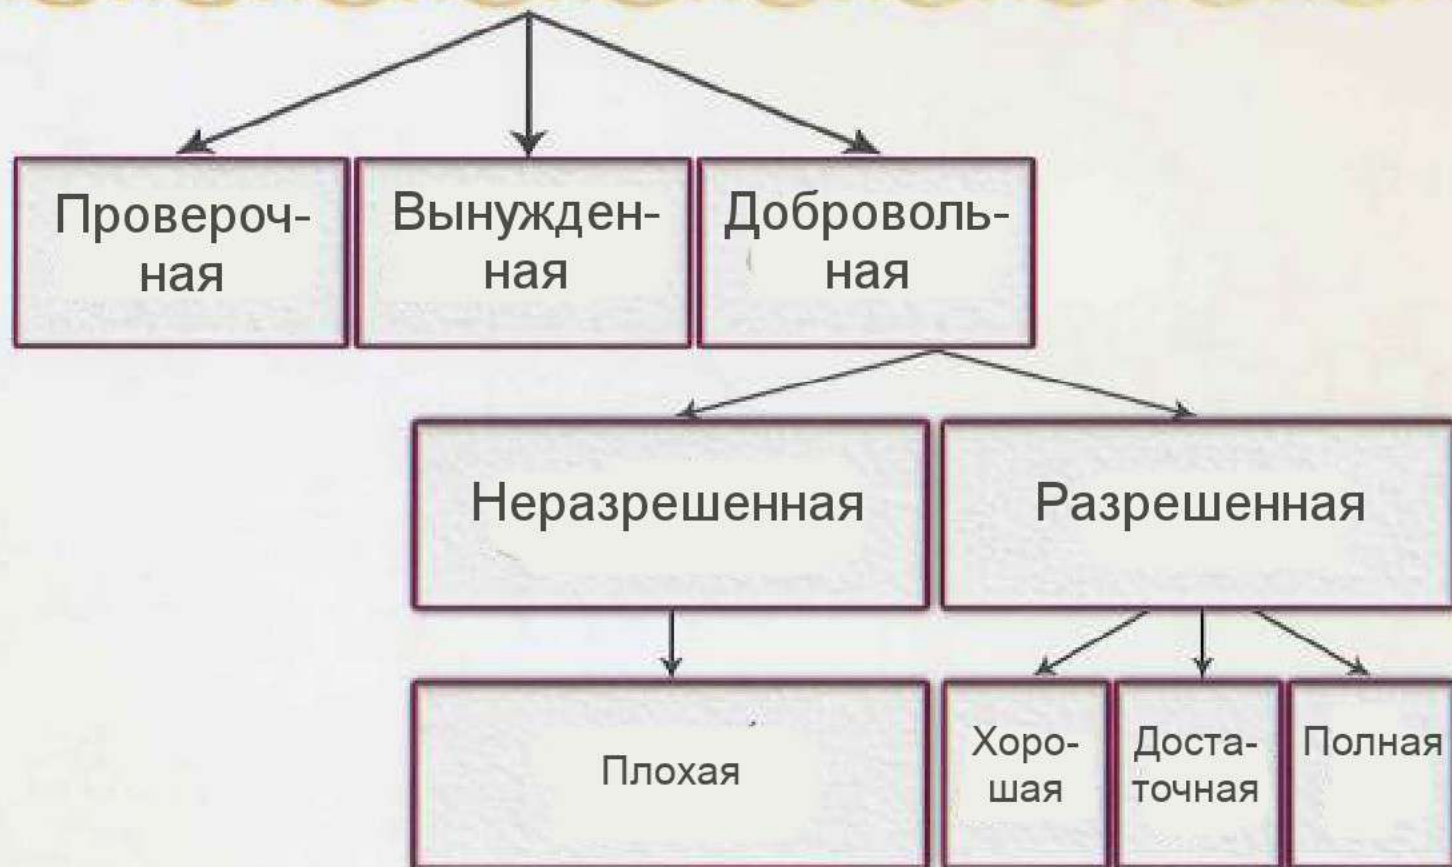 Провероч-
ная
Вынужден-
ная
Доброволь-
ная
Неразрешенная
Разрешенная
Плохая
Хоро-
шая
Доста-
точная
Полная